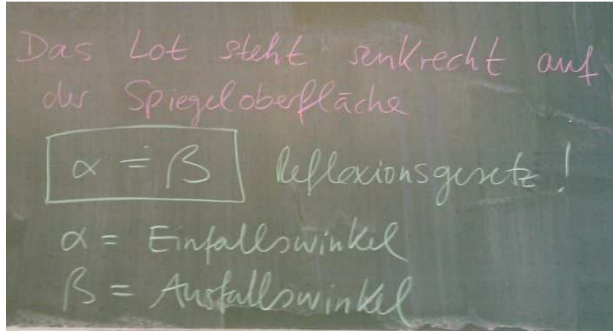 Das Lot steht senkrecht auf
der Spiegeloberfläche
α = β Reflexionsgesetz!
α = Einfallswinkel
β = Ausfallswinkel